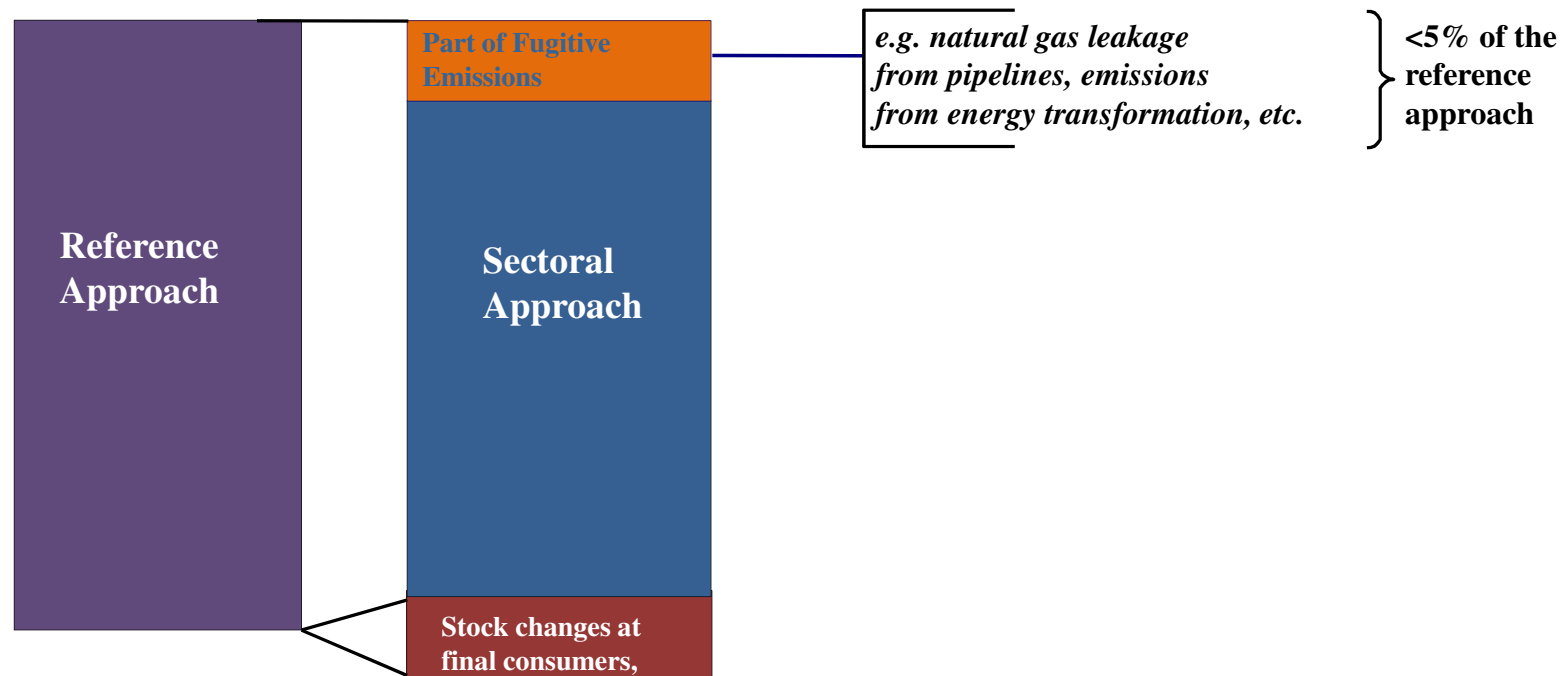 Reference
Approach
Part of Fugitive
Emissions
Sectoral
Approach
Stock changes at
final consumers,
e.g. natural gas leakage
from pipelines, emissions
from energy transformation, etc.
<5% of the
reference
approach